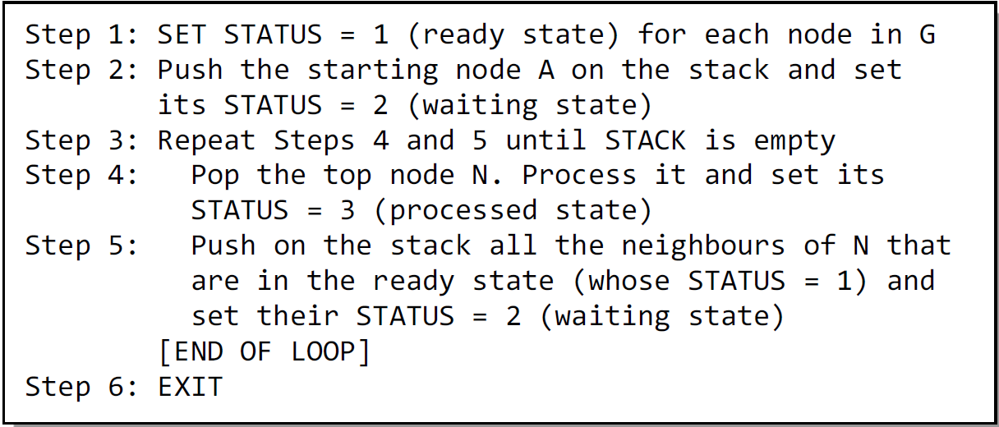 Step 1: SET STATUS = 1 (ready state) for each node in G
Step 2: Push the starting node A on the stack and set
its STATUS = 2 (waiting state)
Step 3: Repeat Steps 4 and 5 until STACK is empty
Step 4: Pop the top node N. Process it and set its
STATUS = 3 (processed state)
Step 5: Push on the stack all the neighbours of N that
are in the ready state (whose STATUS = 1) and
set their STATUS = 2 (waiting state)
[END OF LOOP]
Step 6: EXIT